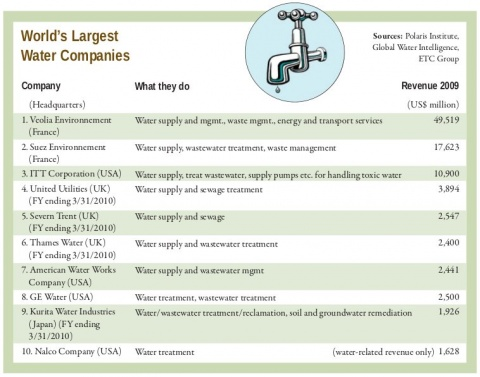 World's Largest
Water Companies
Sources: Polaris Institute,
Global Water Intelligence,
ETC Group
Company What they do Revenue 2009
(Headquarters) (US$ million)
1. Veolia Environnement Water supply and mgmt., waste mgmt., energy and transport services 49,519
(France)
2. Suez Environnement Water supply, wastewater treatment, waste management 17,623
(France)
3. ITT Corporation (USA) Water supply, treat wastewater, supply pumps etc. for handling toxic water 10,900
4. United Utilities (UK) Water supply and sewage treatment 3,894
(FY ending 3/31/2010)
5. Severn Trent (UK) Water supply and sewage 2,547
(FY ending 3/31/2010)
6. Thames Water (UK) Water supply and wastewater treatment 2,400
(FY ending 3/31/2010)
7. American Water Works Water supply and wastewater mgmt 2,441
Company (USA)
8. GE Water (USA) Water treatment, wastewater treatment 2,500
9. Kurita Water Industries Water/wastewater treatment/reclamation, soil and groundwater remediation 1,926
(Japan) (FY ending
3/31/2010)
10. Nalco Company (USA) Water treatment (water-related revenue only) 1,628